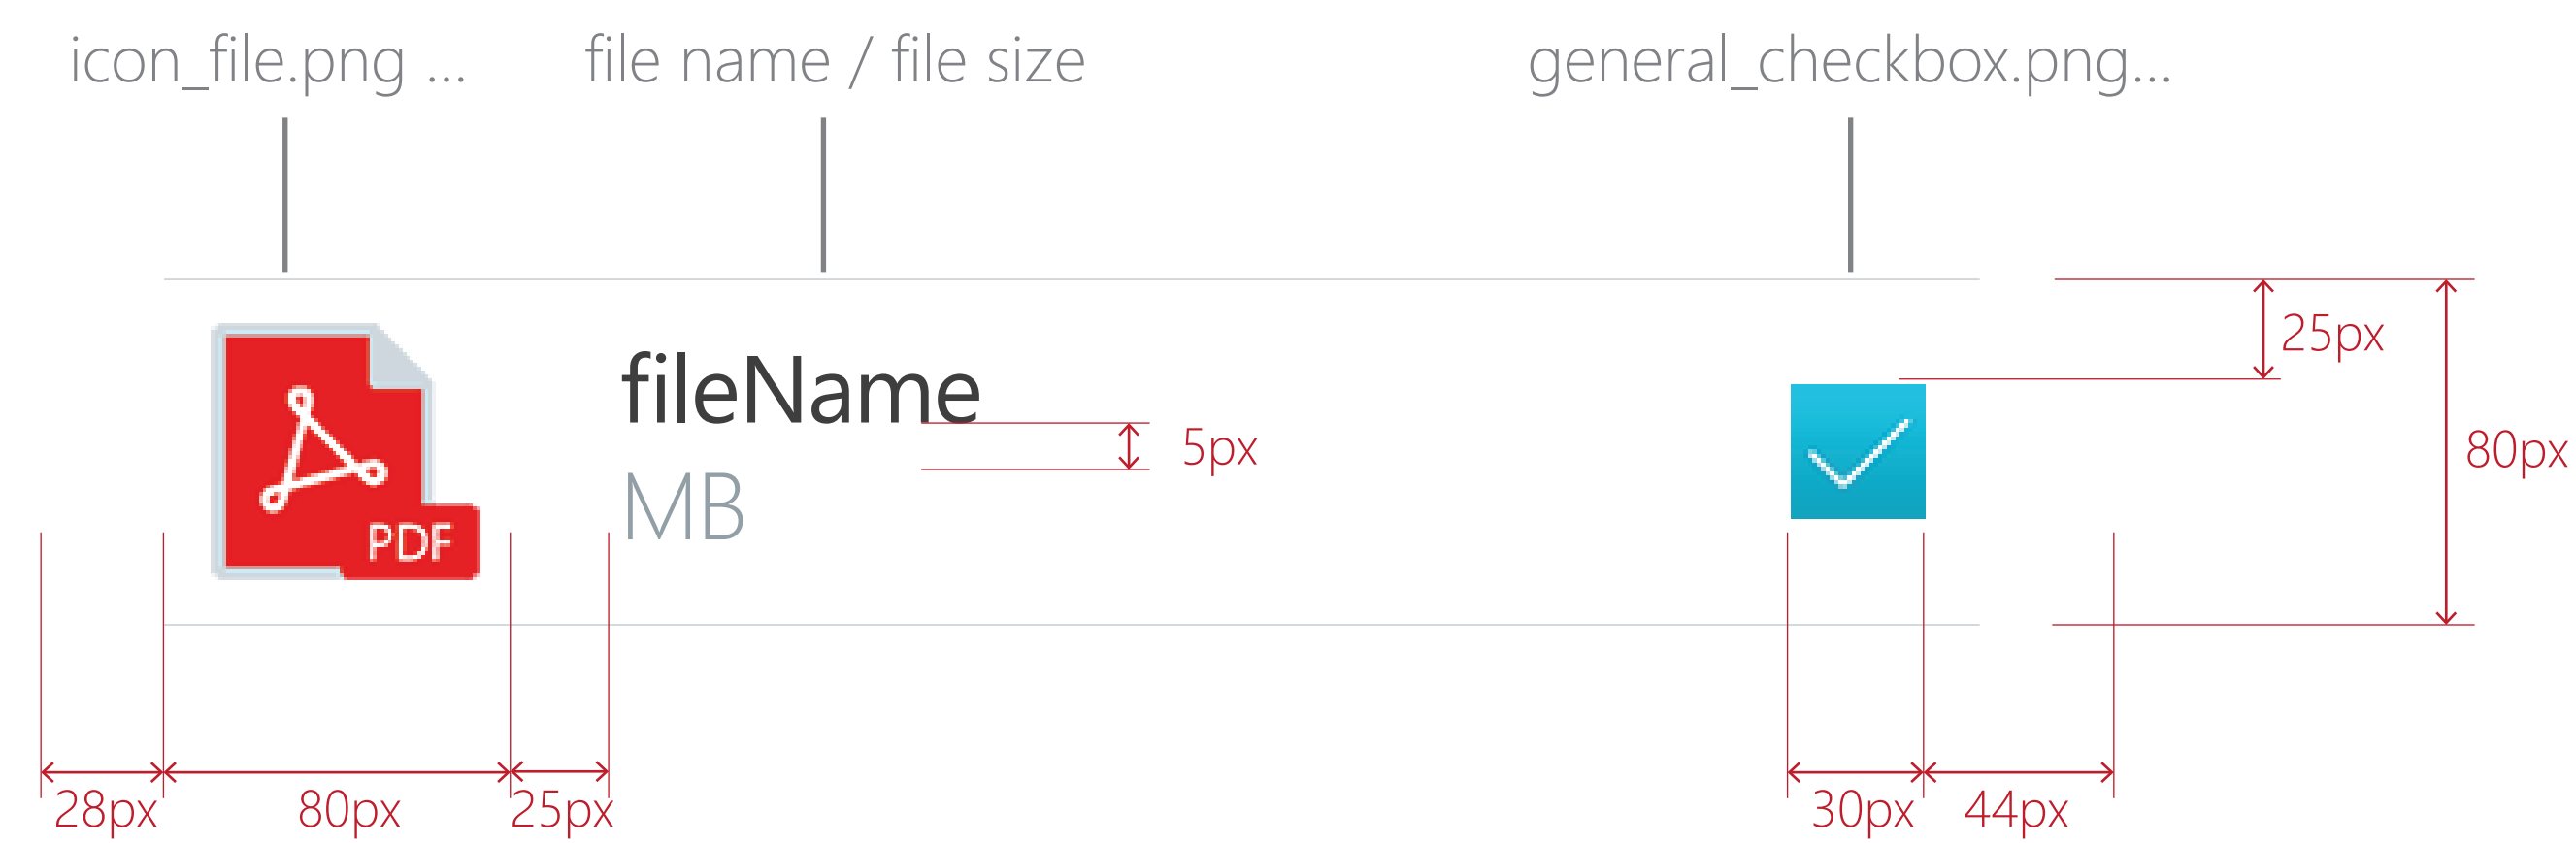 icon_file.png ...
file name / file size
general_checkbox.png...
25px
fileName
5px
80px
MB
PDF
28px
80px
25px
30px
44px